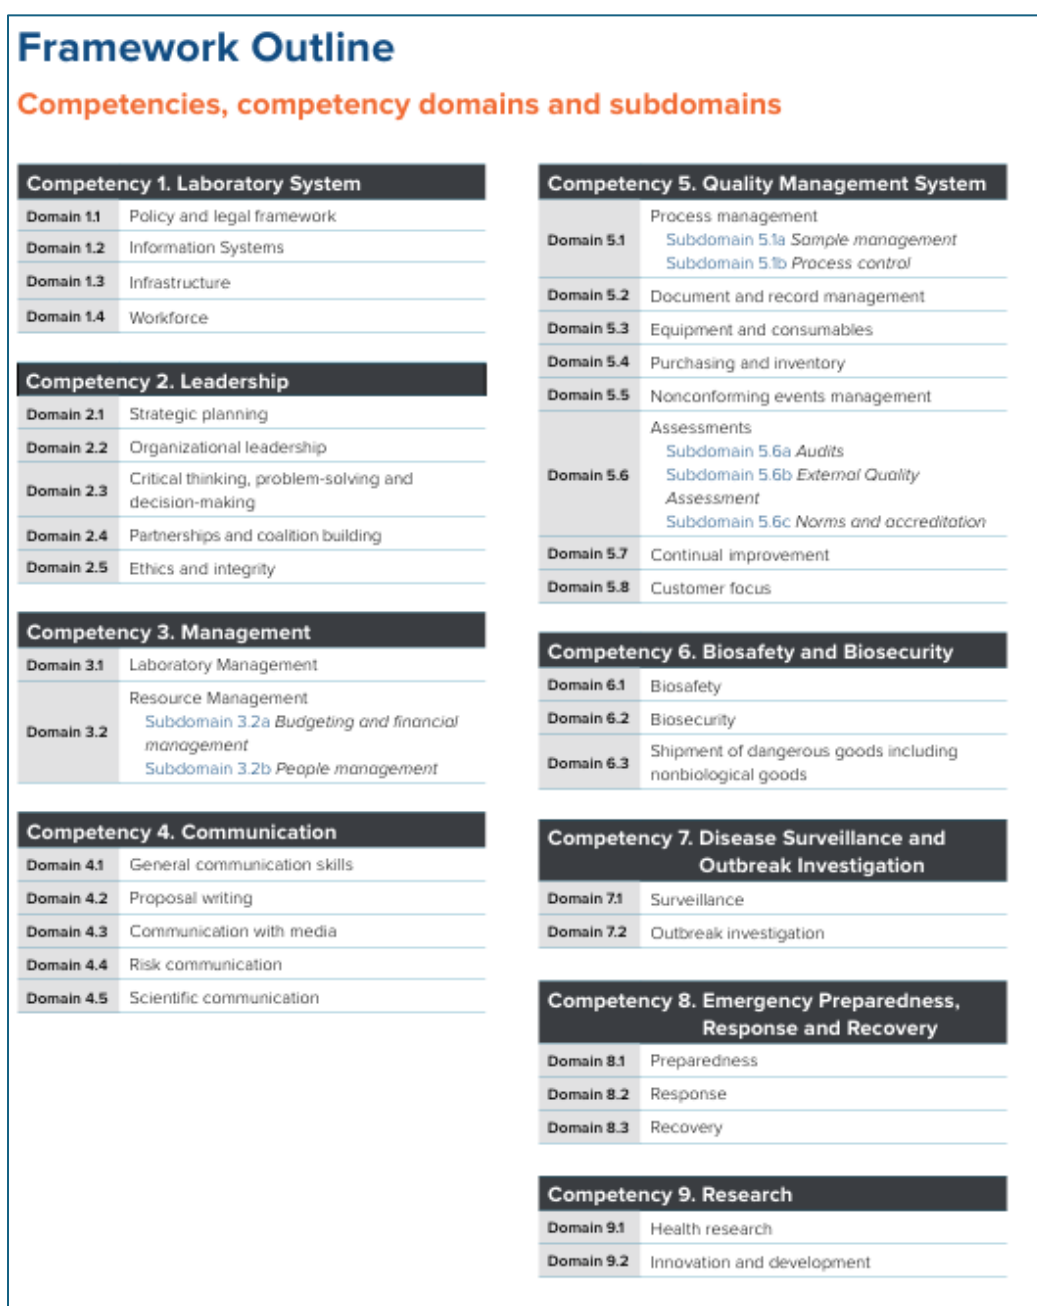 Framework Outline
Competencies, competency domains and subdomains
Competency 1. Laboratory System
Domain 1.1 Policy and legal framework
Domain 1.2 Information Systems
Domain 1.3 Infrastructure
Domain 1.4 Workforce
Competency 2. Leadership
Domain 2.1 Strategic planning
Domain 2.2 Organizational leadership
Domain 2.3 Critical thinking, problem-solving and
decision-making
Domain 2.4 Partnerships and coalition building
Domain 2.5 Ethics and integrity
Competency 3. Management
Domain 3.1 Laboratory Management
Domain 3.2 Resource Management
Subdomain 3.2a Budgeting and financial
management
Subdomain 3.2b People management
Competency 4. Communication
Domain 4.1 General communication skills
Domain 4.2 Proposal writing
Domain 4.3 Communication with media
Domain 4.4 Risk communication
Domain 4.5 Scientific communication
Competency 5. Quality Management System
Domain 5.1 Process management
Subdomain 5.1a Sample management
Subdomain 5.1b Process control
Domain 5.2 Document and record management
Domain 5.3 Equipment and consumables
Domain 5.4 Purchasing and inventory
Domain 5.5 Nonconforming events management
Domain 5.6 Assessments
Subdomain 5.6a Audits
Subdomain 5.6b External Quality
Assessment
Subdomain 5.6c Norms and accreditation
Domain 5.7 Continual improvement
Domain 5.8 Customer focus
Competency 6. Biosafety and Biosecurity
Domain 6.1 Biosafety
Domain 6.2 Biosecurity
Domain 6.3 Shipment of dangerous goods including
nonbiological goods
Competency 7. Disease Surveillance and
Outbreak Investigation
Domain 7.1 Surveillance
Domain 7.2 Outbreak investigation
Competency 8. Emergency Preparedness,
Response and Recovery
Domain 8.1 Preparedness
Domain 8.2 Response
Domain 8.3 Recovery
Competency 9. Research
Domain 9.1 Health research
Domain 9.2 Innovation and development